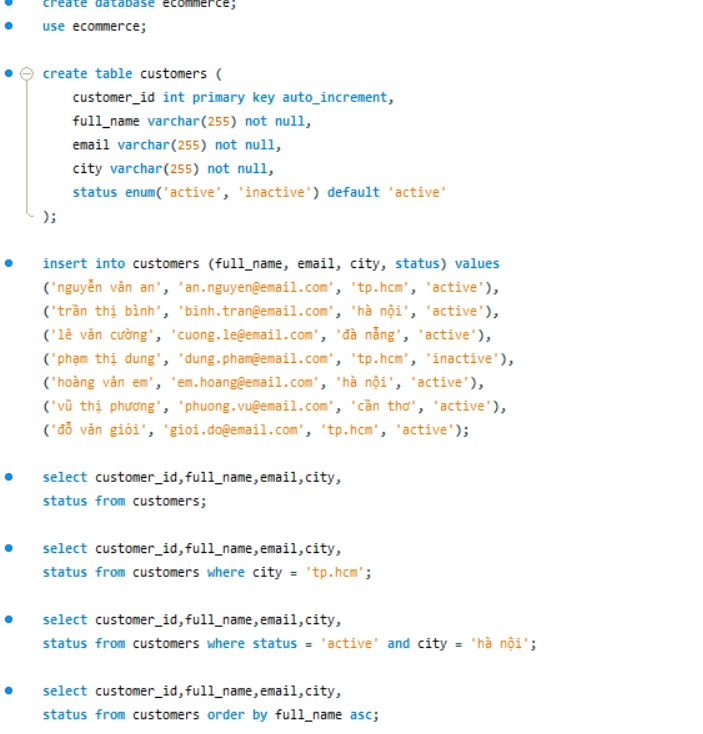 create database ecommerce;
use ecommerce;
create table customers (
customer_id int primary key auto_increment,
full_name varchar(255) not null,
email varchar(255) not null,
city varchar(255) not null,
status enum('active', 'inactive') default 'active'
);
insert into customers (full_name, email, city, status) values
('nguyễn văn an', 'an.nguyen@email.com', 'tp.hcm', 'active'),
('trần thị bình', 'binh.tran@email.com', 'hà nội', 'active'),
('lê văn cường', 'cuong.le@email.com', 'đà nẵng', 'active'),
('phạm thị dung', 'dung.pham@email.com', 'tp.hcm', 'inactive'),
('hoàng văn em', 'em.hoang@email.com', 'hà nội', 'active'),
('vũ thị phương', 'phuong.vu@email.com', 'cần thơ', 'active'),
('đỗ văn giỏi', 'gioi.do@email.com', 'tp.hcm', 'active');
select customer_id,full_name,email,city,
status from customers;
select customer_id,full_name,email,city,
status from customers where city = 'tp.hcm';
select customer_id,full_name,email,city,
status from customers where status = 'active' and city = 'hà nội';
select customer_id,full_name,email,city,
status from customers order by full_name asc;